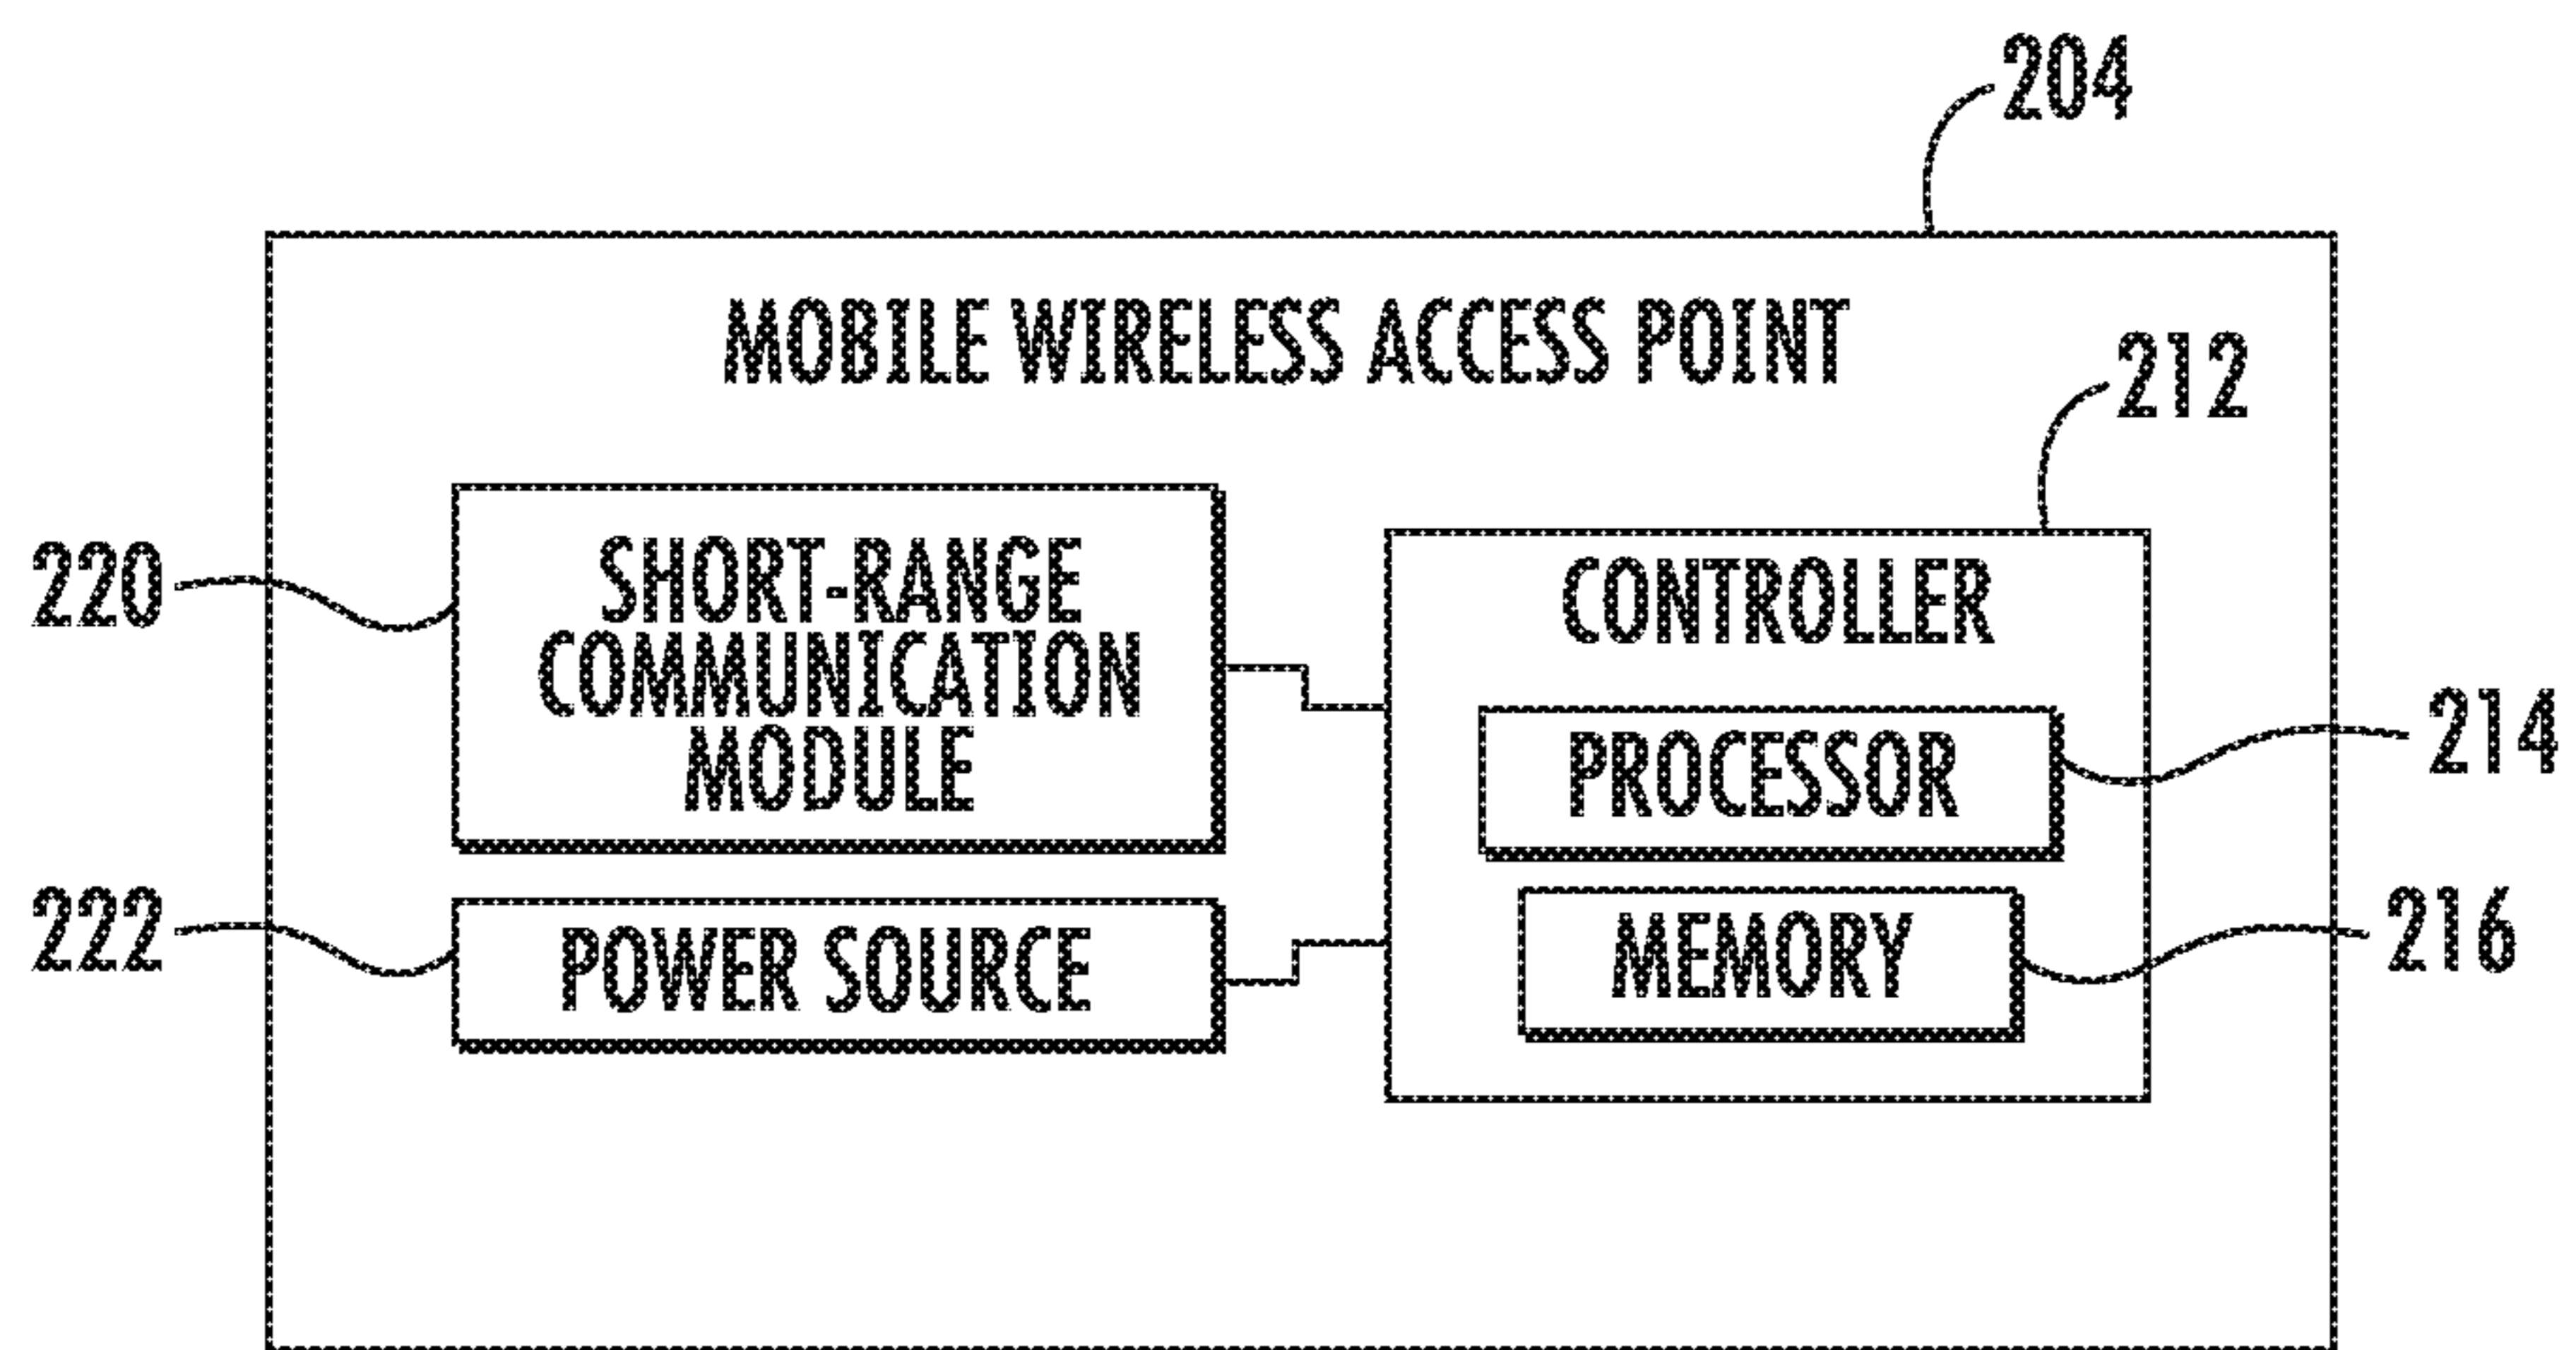 204
MOBILE WIRELESS ACCESS POINT
212
220
SHORT-RANGE
COMMUNICATION
MODULE
CONTROLLER
PROCESSOR
214
222
POWER SOURCE
MEMORY
216